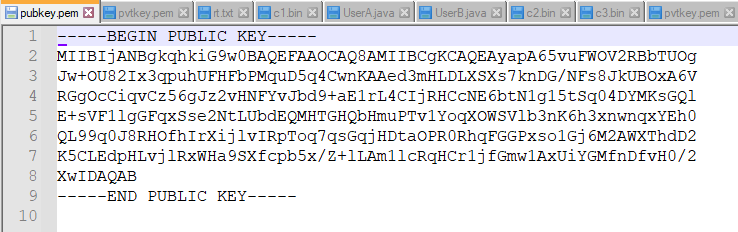 pubkey.pem pvtkey.pem rt.txt c1.bin UserA.java UserB.java c2.bin c3.bin pvtkey.pem
1 -----BEGIN PUBLIC KEY-----
2 MIIBIjANBgkqhkiG9w0BAQEFAAOCAQ8AMIIBCgKCAQEAyapA65vuFWOV2RBbTUOg
3 Jw+OU82Ix3qpuhUFHFbPMquD5q4CwnKAAed3mHLDLXSXs7knDG/NFs8JkUBOxA6V
4 RGgOcCiqvCz56gJz2vHNFYvJbd9+aE1rL4CIjRHCcNE6btN1g15tSq04DYMKsGQl
5 E+sVF1lgGFqxSse2NtLUbdEQMHTGHQbHmuPTv1YoqXOWSVlb3nK6h3xnwnqxYEh0
6 QL99q0J8RHOfhIrXijlvIRpToq7qsGqjHDtaOPR0RhqFGGPxso1Gj6M2AWXThdD2
7 K5CLEdpHLvjlRxWHa9SXfcpb5x/Z+lLAm1lcRqHCr1jfGmw1AxUiYGMfnDfvH0/2
8 XwIDAQAB
9 -----END PUBLIC KEY-----
10